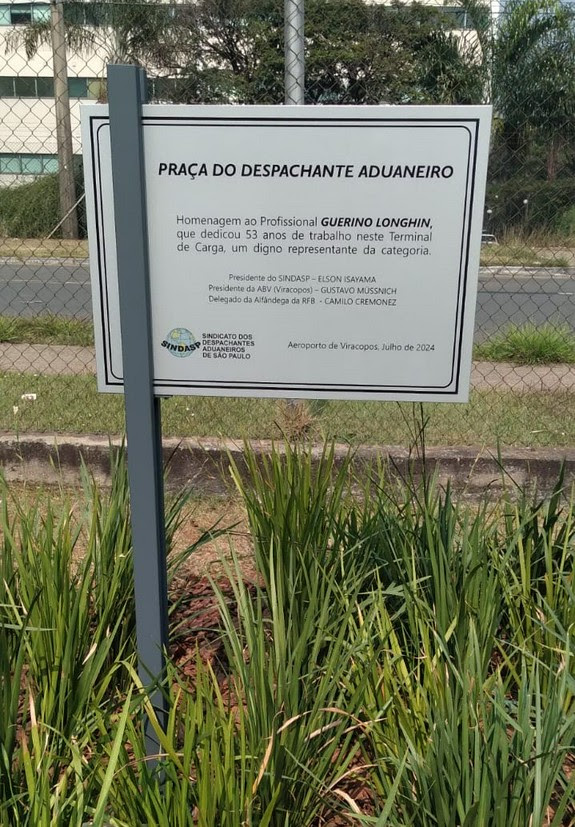 PRAÇA DO DESPACHANTE ADUANEIRO
Homenagem ao Profissional GUERINO LONGHIN,
que dedicou 53 anos de trabalho neste Terminal
de Carga, um digno representante da categoria.
Presidente do SINDASP – ELSON ISAYAMA
Presidente da ABV (Viracopos) – GUSTAVO MÜSSNICH
Delegado da Alfândega da RFB - CAMILO CREMONEZ
SINDASP
SINDICATO DOS
DESPACHANTES
ADUANEIROS
DE SÃO PAULO
Aeroporto de Viracopos, Julho de 2024